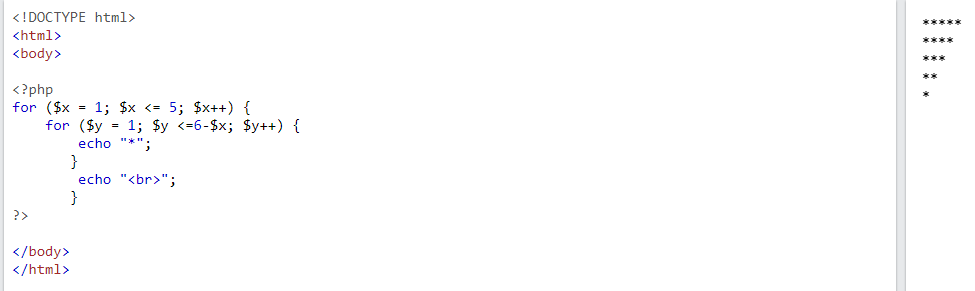 <!DOCTYPE html>
<html>
<body>
<?php
for ($x = 1; $x <= 5; $x++) {
    for ($y = 1; $y <=6-$x; $y++) {
        echo "*";
       }
        echo "<br>";
       }
?>
</body>
</html>
*****
****
***
**
*